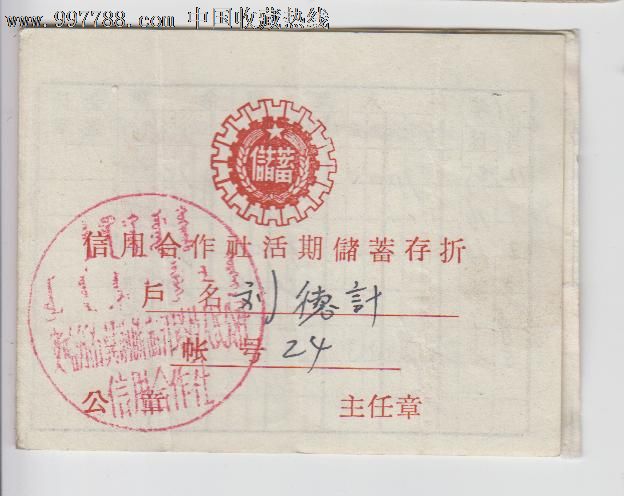 www.997788.com 中国收藏热线
儲蓄
信用合作社活期儲蓄存折
戶名 刘德計
帐号 24
公章 主任章
信用合作社